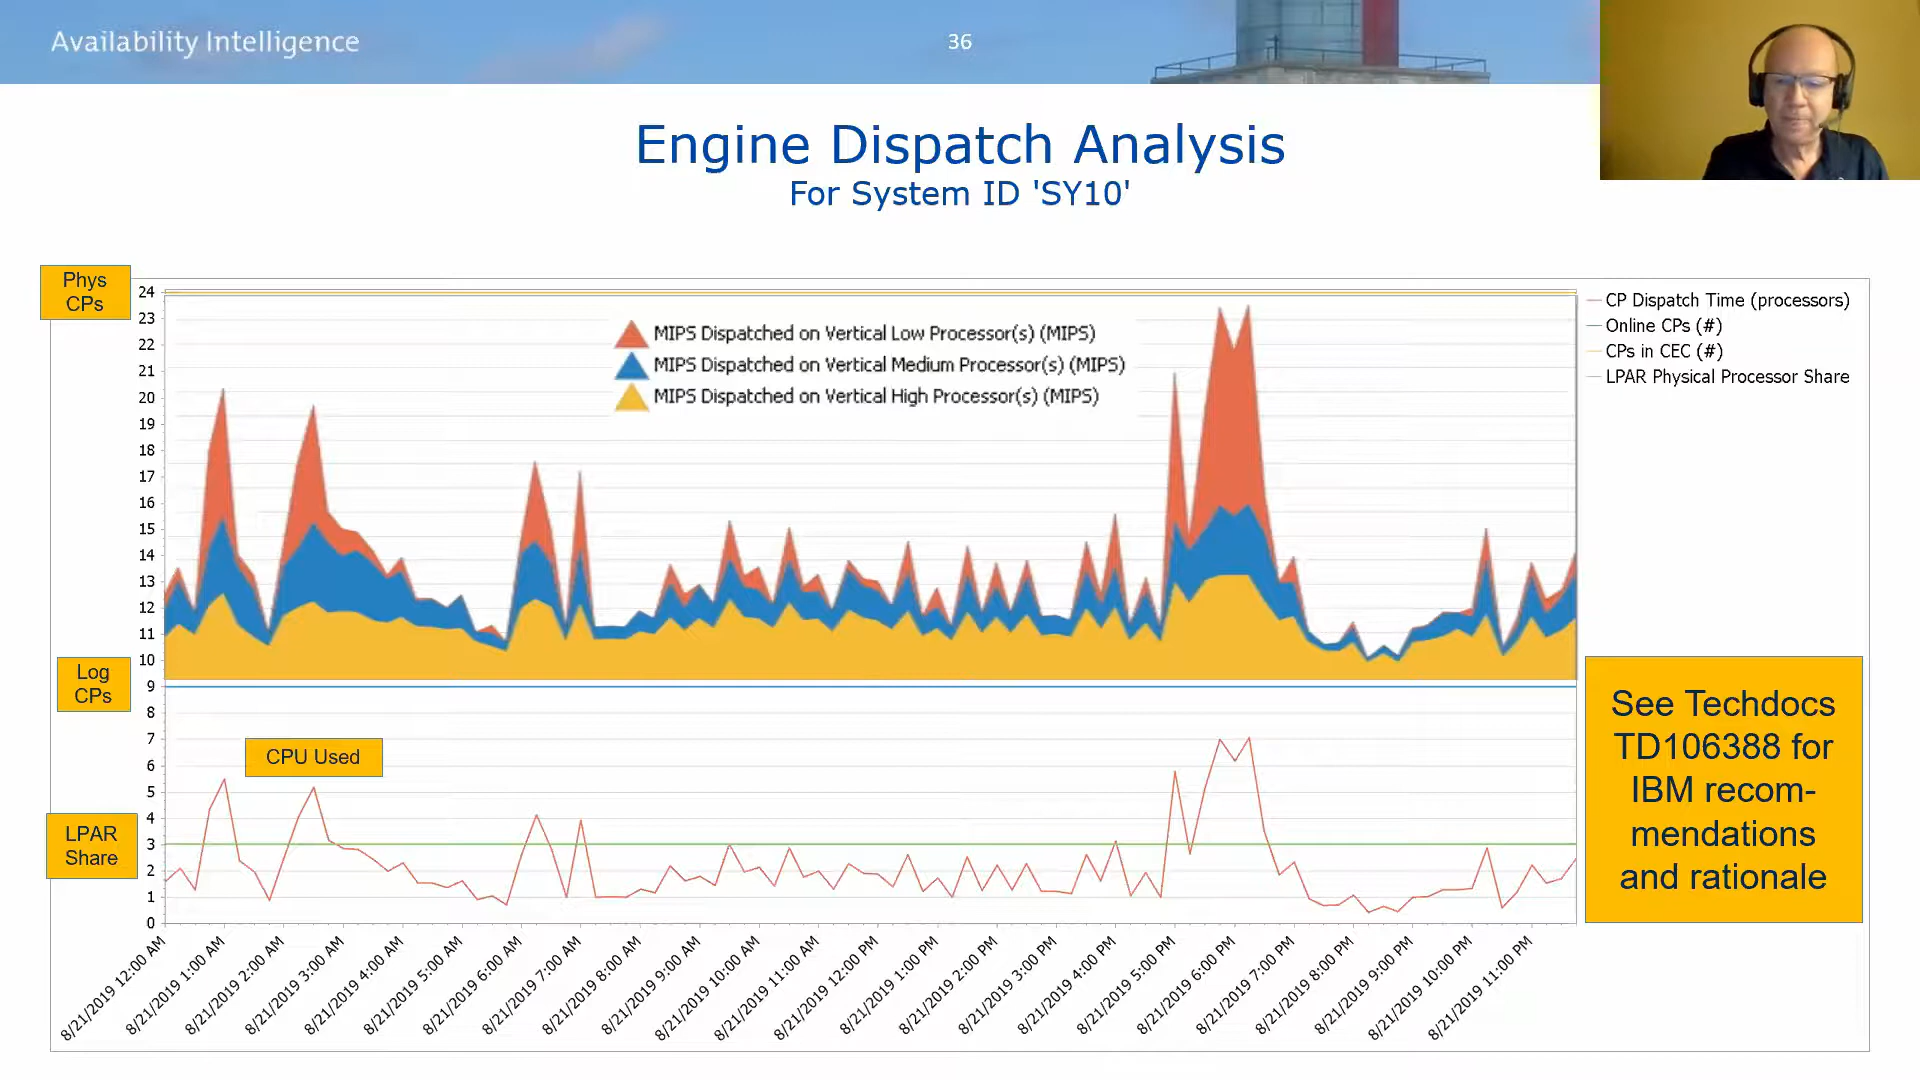 Availability Intelligence
36
Engine Dispatch Analysis
For System ID 'SY10'
Phys
CPs
24
23
22
21
20
19
18
17
16
15
14
13
12
11
10
9
8
7
6
5
4
3
2
1
0
Log
CPs
LPAR
Share
CPU Used
MIPS Dispatched on Vertical Low Processor(s) (MIPS)
MIPS Dispatched on Vertical Medium Processor(s) (MIPS)
MIPS Dispatched on Vertical High Processor(s) (MIPS)
CP Dispatch Time (processors)
Online CPs (#)
CPs in CEC (#)
LPAR Physical Processor Share
See Techdocs
TD106388 for
IBM recom-
mendations
and rationale
8/21/2019 12:00 AM
8/21/2019 1:00 AM
8/21/2019 2:00 AM
8/21/2019 3:00 AM
8/21/2019 4:00 AM
8/21/2019 5:00 AM
8/21/2019 6:00 AM
8/21/2019 7:00 AM
8/21/2019 8:00 AM
8/21/2019 9:00 AM
8/21/2019 10:00 AM
8/21/2019 11:00 AM
8/21/2019 12:00 PM
8/21/2019 1:00 PM
8/21/2019 2:00 PM
8/21/2019 3:00 PM
8/21/2019 4:00 PM
8/21/2019 5:00 PM
8/21/2019 6:00 PM
8/21/2019 7:00 PM
8/21/2019 8:00 PM
8/21/2019 9:00 PM
8/21/2019 10:00 PM
8/21/2019 11:00 PM